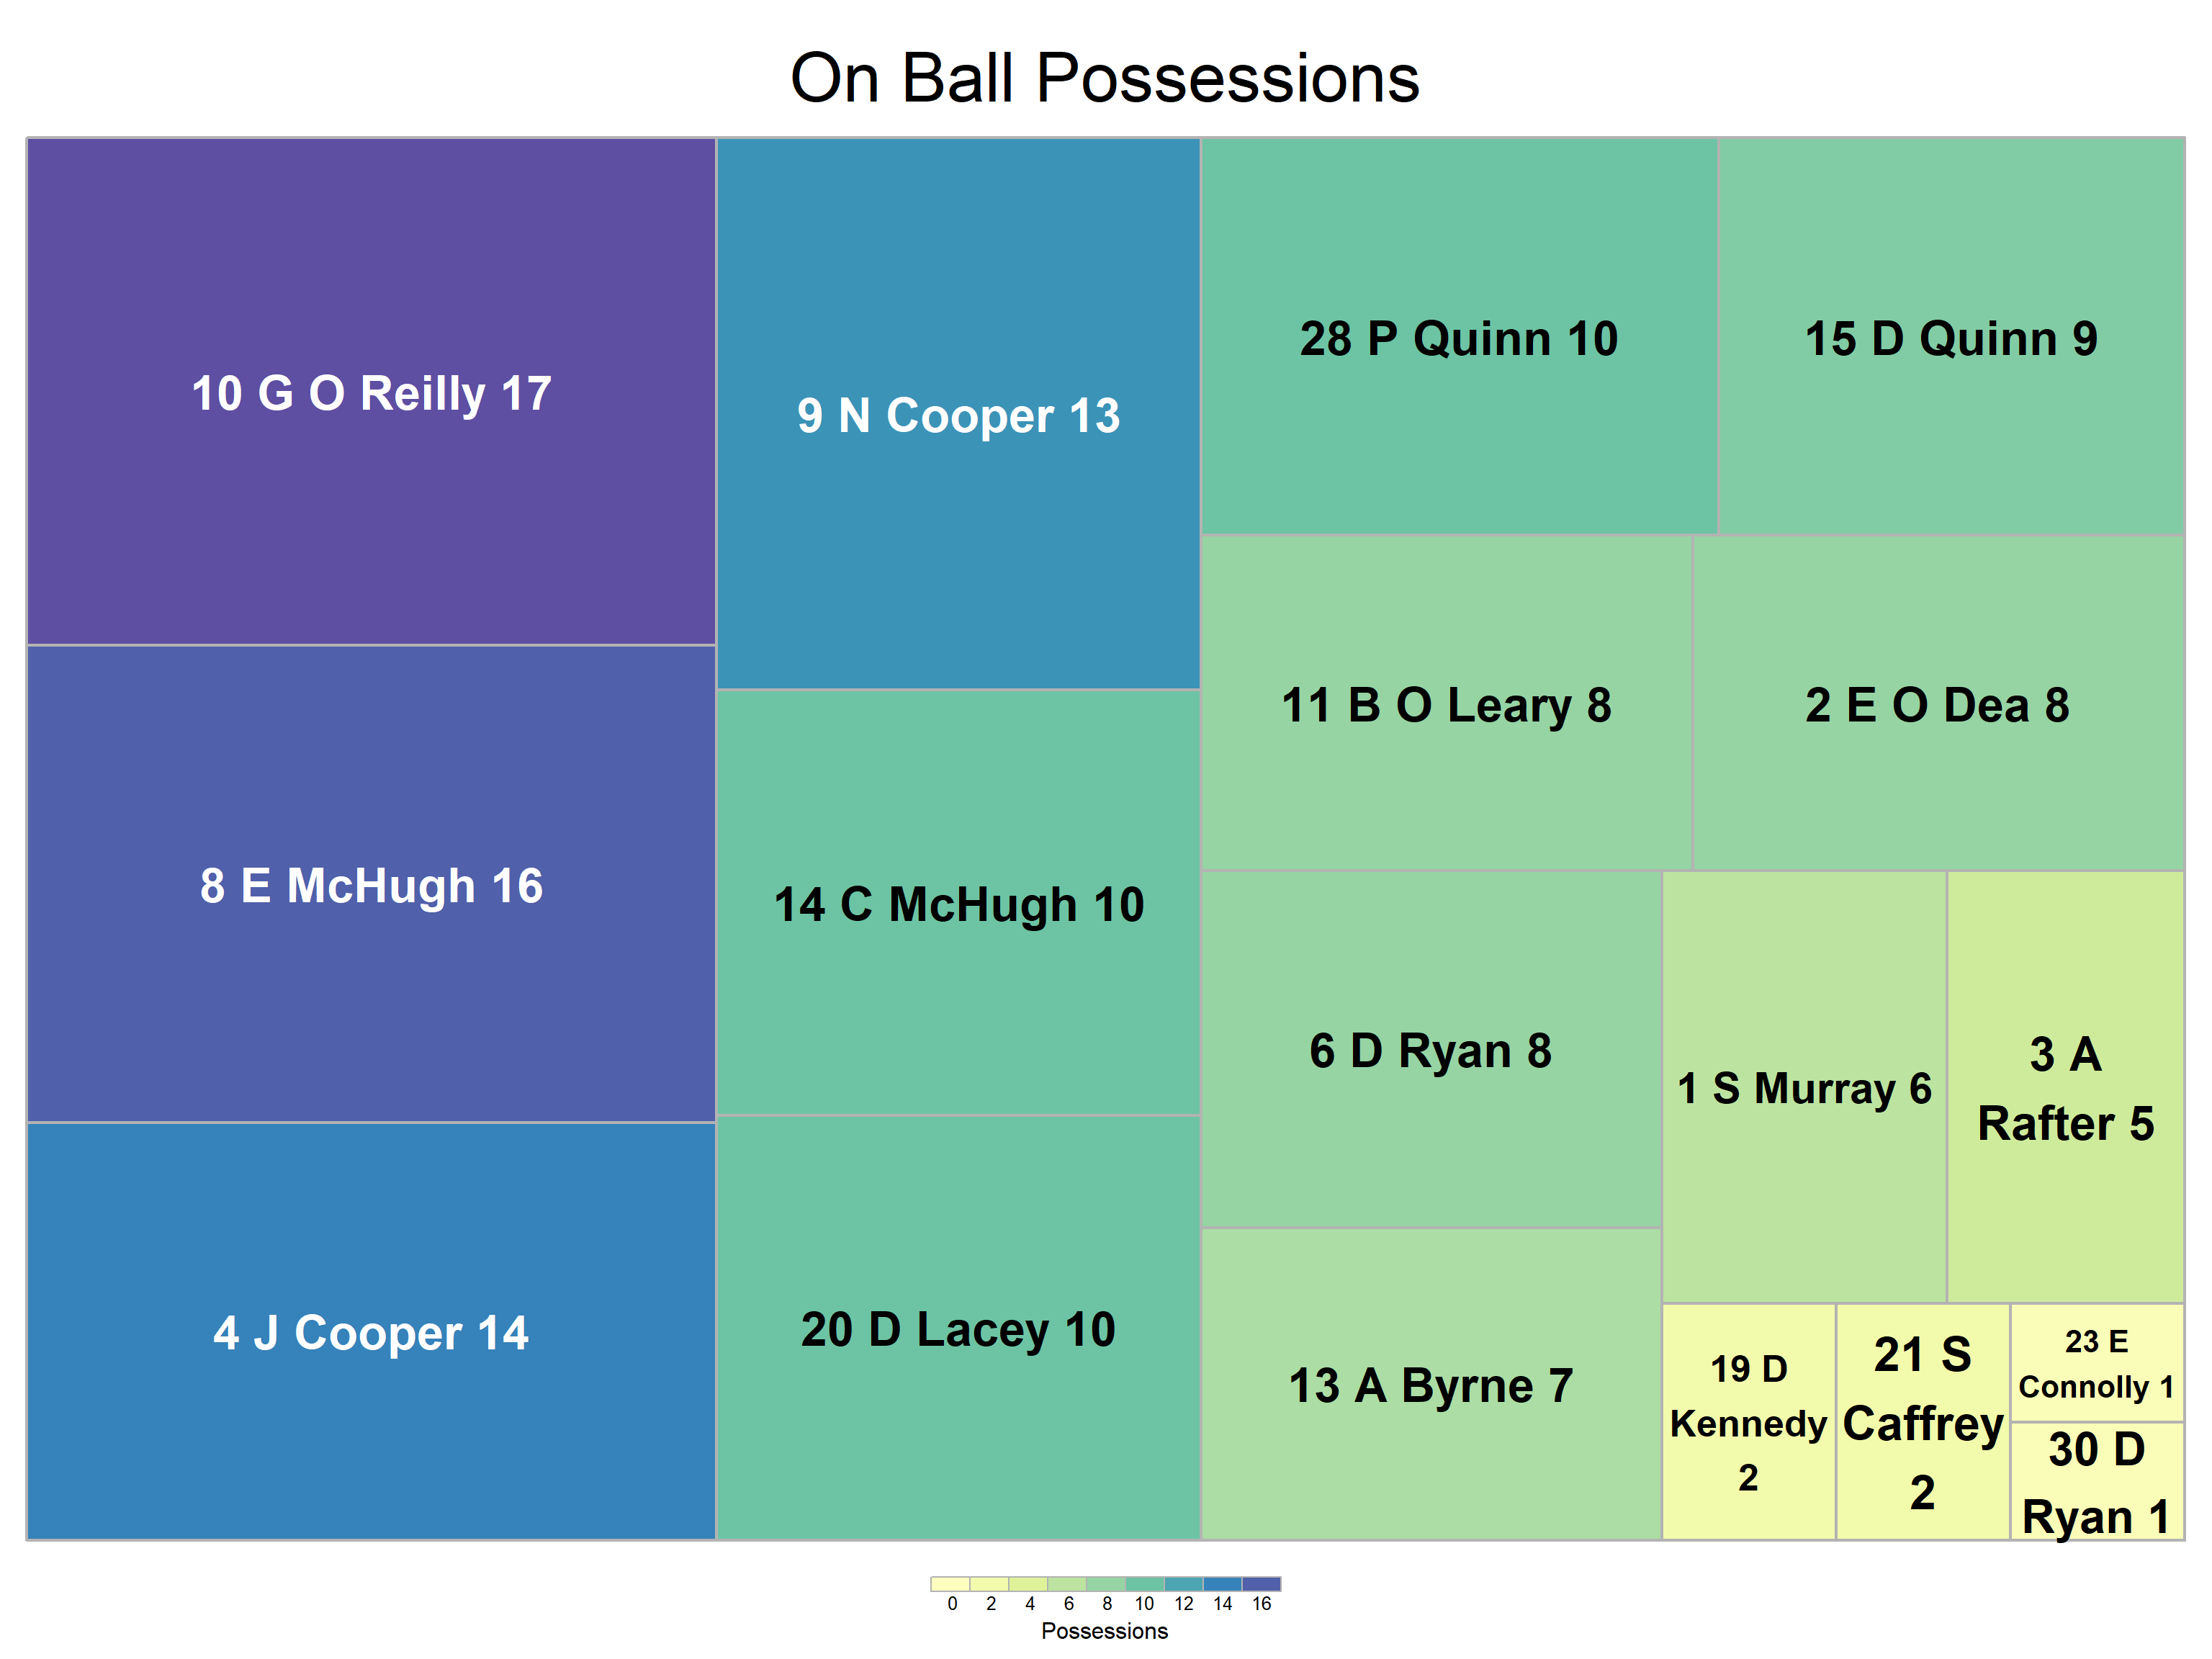 On Ball Possessions
10 G O Reilly 17
8 E McHugh 16
4 J Cooper 14
9 N Cooper 13
14 C McHugh 10
20 D Lacey 10
28 P Quinn 10
15 D Quinn 9
11 B O Leary 8
2 E O Dea 8
6 D Ryan 8
13 A Byrne 7
1 S Murray 6
3 A
Rafter 5
19 D
Kennedy
2
21 S
Caffrey
2
23 E
Connolly 1
30 D
Ryan 1
0 2 4 6 8 10 12 14 16
Possessions